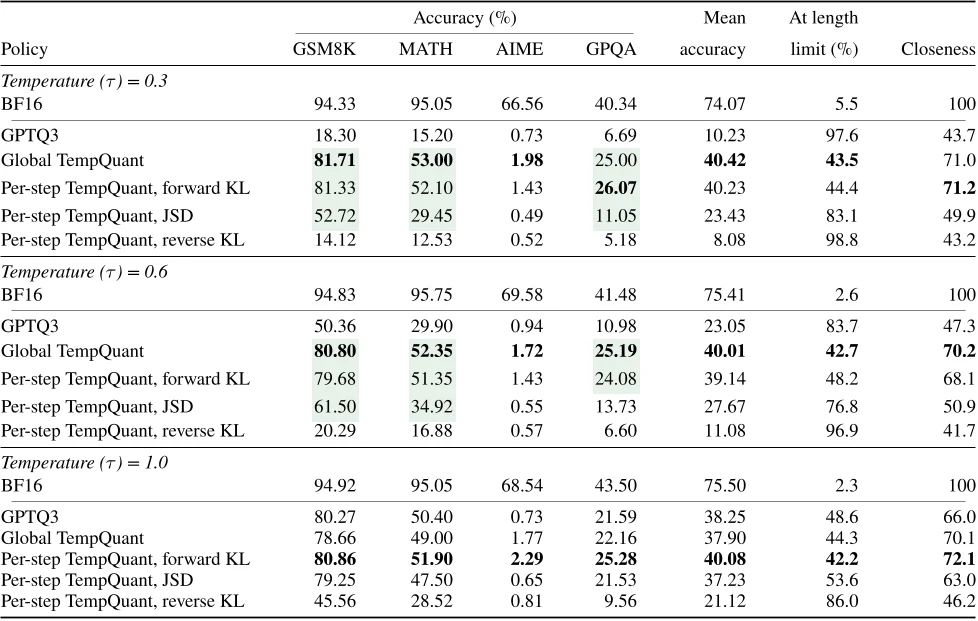 Accuracy (%) Mean At length
Policy GSM8K MATH AIME GPQA accuracy limit (%) Closeness
Temperature (τ) = 0.3
BF16 94.33 95.05 66.56 40.34 74.07 5.5 100
GPTQ3 18.30 15.20 0.73 6.69 10.23 97.6 43.7
Global TempQuant 81.71 53.00 1.98 25.00 40.42 43.5 71.0
Per-step TempQuant, forward KL 81.33 52.10 1.43 26.07 40.23 44.4 71.2
Per-step TempQuant, JSD 52.72 29.45 0.49 11.05 23.43 83.1 49.9
Per-step TempQuant, reverse KL 14.12 12.53 0.52 5.18 8.08 98.8 43.2
Temperature (τ) = 0.6
BF16 94.83 95.75 69.58 41.48 75.41 2.6 100
GPTQ3 50.36 29.90 0.94 10.98 23.05 83.7 47.3
Global TempQuant 80.80 52.35 1.72 25.19 40.01 42.7 70.2
Per-step TempQuant, forward KL 79.68 51.35 1.43 24.08 39.14 48.2 68.1
Per-step TempQuant, JSD 61.50 34.92 0.55 13.73 27.67 76.8 50.9
Per-step TempQuant, reverse KL 20.29 16.88 0.57 6.60 11.08 96.9 41.7
Temperature (τ) = 1.0
BF16 94.92 95.05 68.54 43.50 75.50 2.3 100
GPTQ3 80.27 50.40 0.73 21.59 38.25 48.6 66.0
Global TempQuant 78.66 49.00 1.77 22.16 37.90 44.3 70.1
Per-step TempQuant, forward KL 80.86 51.90 2.29 25.28 40.08 42.2 72.1
Per-step TempQuant, JSD 79.25 47.50 0.65 21.53 37.23 53.6 63.0
Per-step TempQuant, reverse KL 45.56 28.52 0.81 9.56 21.12 86.0 46.2